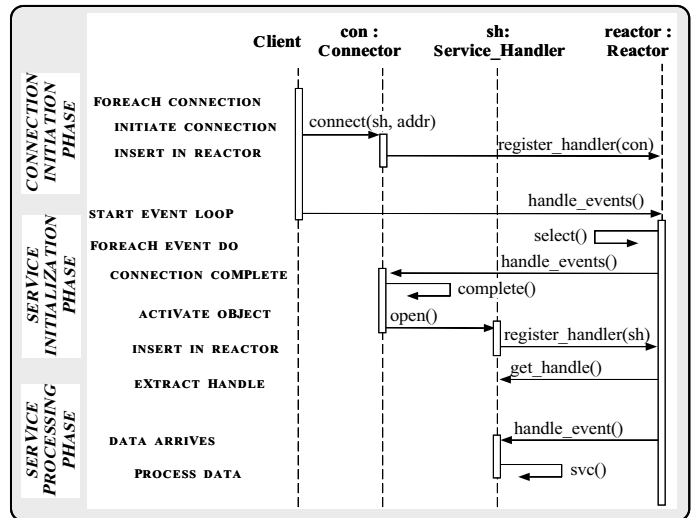 Client
con :
Connector
sh:
Service_Handler
reactor :
Reactor
CONNECTION
INITIATION
PHASE
FOREACH CONNECTION
INITIATE CONNECTION
connect(sh, addr)
INSERT IN REACTOR
register_handler(con)
START EVENT LOOP
handle_events()
SERVICE
INITIALIZATION
PHASE
FOREACH EVENT DO
select()
CONNECTION COMPLETE
handle_events()
complete()
ACTIVATE OBJECT
open()
INSERT IN REACTOR
register_handler(sh)
EXTRACT HANDLE
get_handle()
SERVICE
PROCESSING
PHASE
DATA ARRIVES
handle_event()
PROCESS DATA
svc()